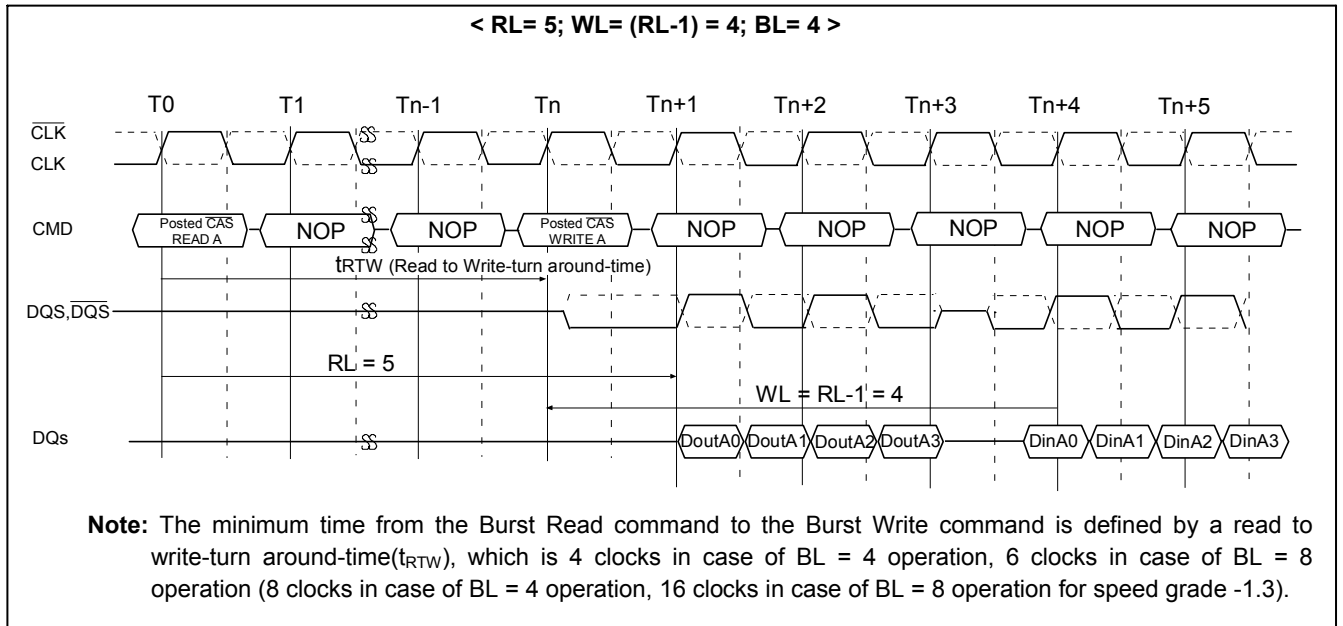 < RL= 5; WL= (RL-1) = 4; BL= 4 >
T0 T1 Tn-1 Tn Tn+1 Tn+2 Tn+3 Tn+4 Tn+5
CLK
CLK
CMD
Posted CAS
READ A
NOP
NOP
Posted CAS
WRITE A
NOP
NOP
NOP
NOP
NOP
tRTW (Read to Write-turn around-time)
DQS,DQS
RL = 5
WL = RL-1 = 4
DQs
DoutA0 DoutA1 DoutA2 DoutA3 DinA0 DinA1 DinA2 DinA3
Note: The minimum time from the Burst Read command to the Burst Write command is defined by a read to
write-turn around-time(tRTW), which is 4 clocks in case of BL = 4 operation, 6 clocks in case of BL = 8
operation (8 clocks in case of BL = 4 operation, 16 clocks in case of BL = 8 operation for speed grade -1.3).